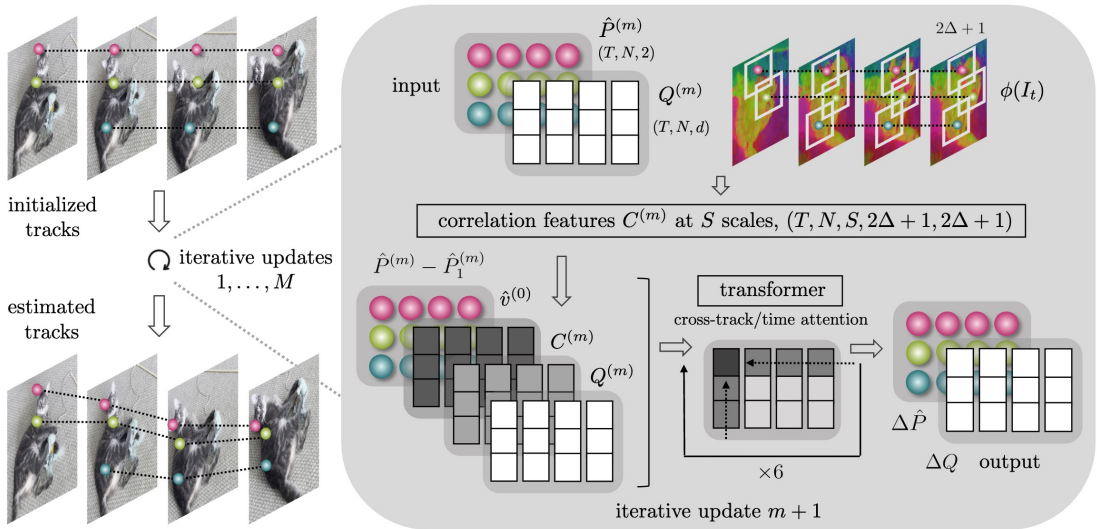 input
P̂^(m)
(T, N, 2)
Q^(m)
(T, N, d)
2Δ + 1
ϕ(I_t)
initialized
tracks
correlation features C^(m) at S scales, (T, N, S, 2Δ + 1, 2Δ + 1)
iterative updates
1, . . . , M
estimated
tracks
P̂^(m) − P̂_1^(m)
v̂^(0)
C^(m)
Q^(m)
transformer
cross-track/time attention
×6
ΔP̂
ΔQ output
iterative update m + 1